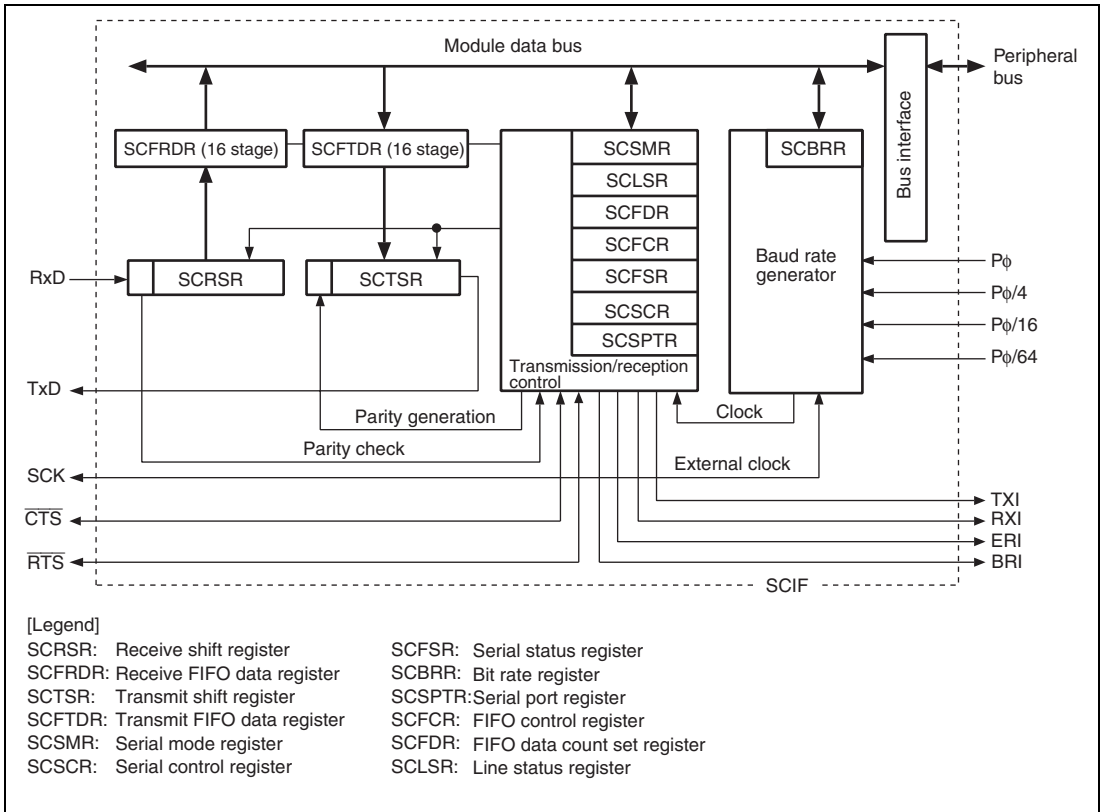 Module data bus
Peripheral
bus
Bus interface
SCFRDR (16 stage)
SCFTDR (16 stage)
SCSMR
SCLSR
SCFDR
SCFCR
SCFSR
SCSCR
SCSPTR
Transmission/reception
control
SCBRR
Baud rate
generator
RxD
SCRSR
SCTSR
Pϕ
Pϕ/4
Pϕ/16
Pϕ/64
TxD
Parity generation
Clock
Parity check
SCK
External clock
CTS
RTS
TXI
RXI
ERI
BRI
SCIF
[Legend]
SCRSR: Receive shift register
SCFRDR: Receive FIFO data register
SCTSR: Transmit shift register
SCFTDR: Transmit FIFO data register
SCSMR: Serial mode register
SCSCR: Serial control register
SCFSR: Serial status register
SCBRR: Bit rate register
SCSPTR:Serial port register
SCFCR: FIFO control register
SCFDR: FIFO data count set register
SCLSR: Line status register